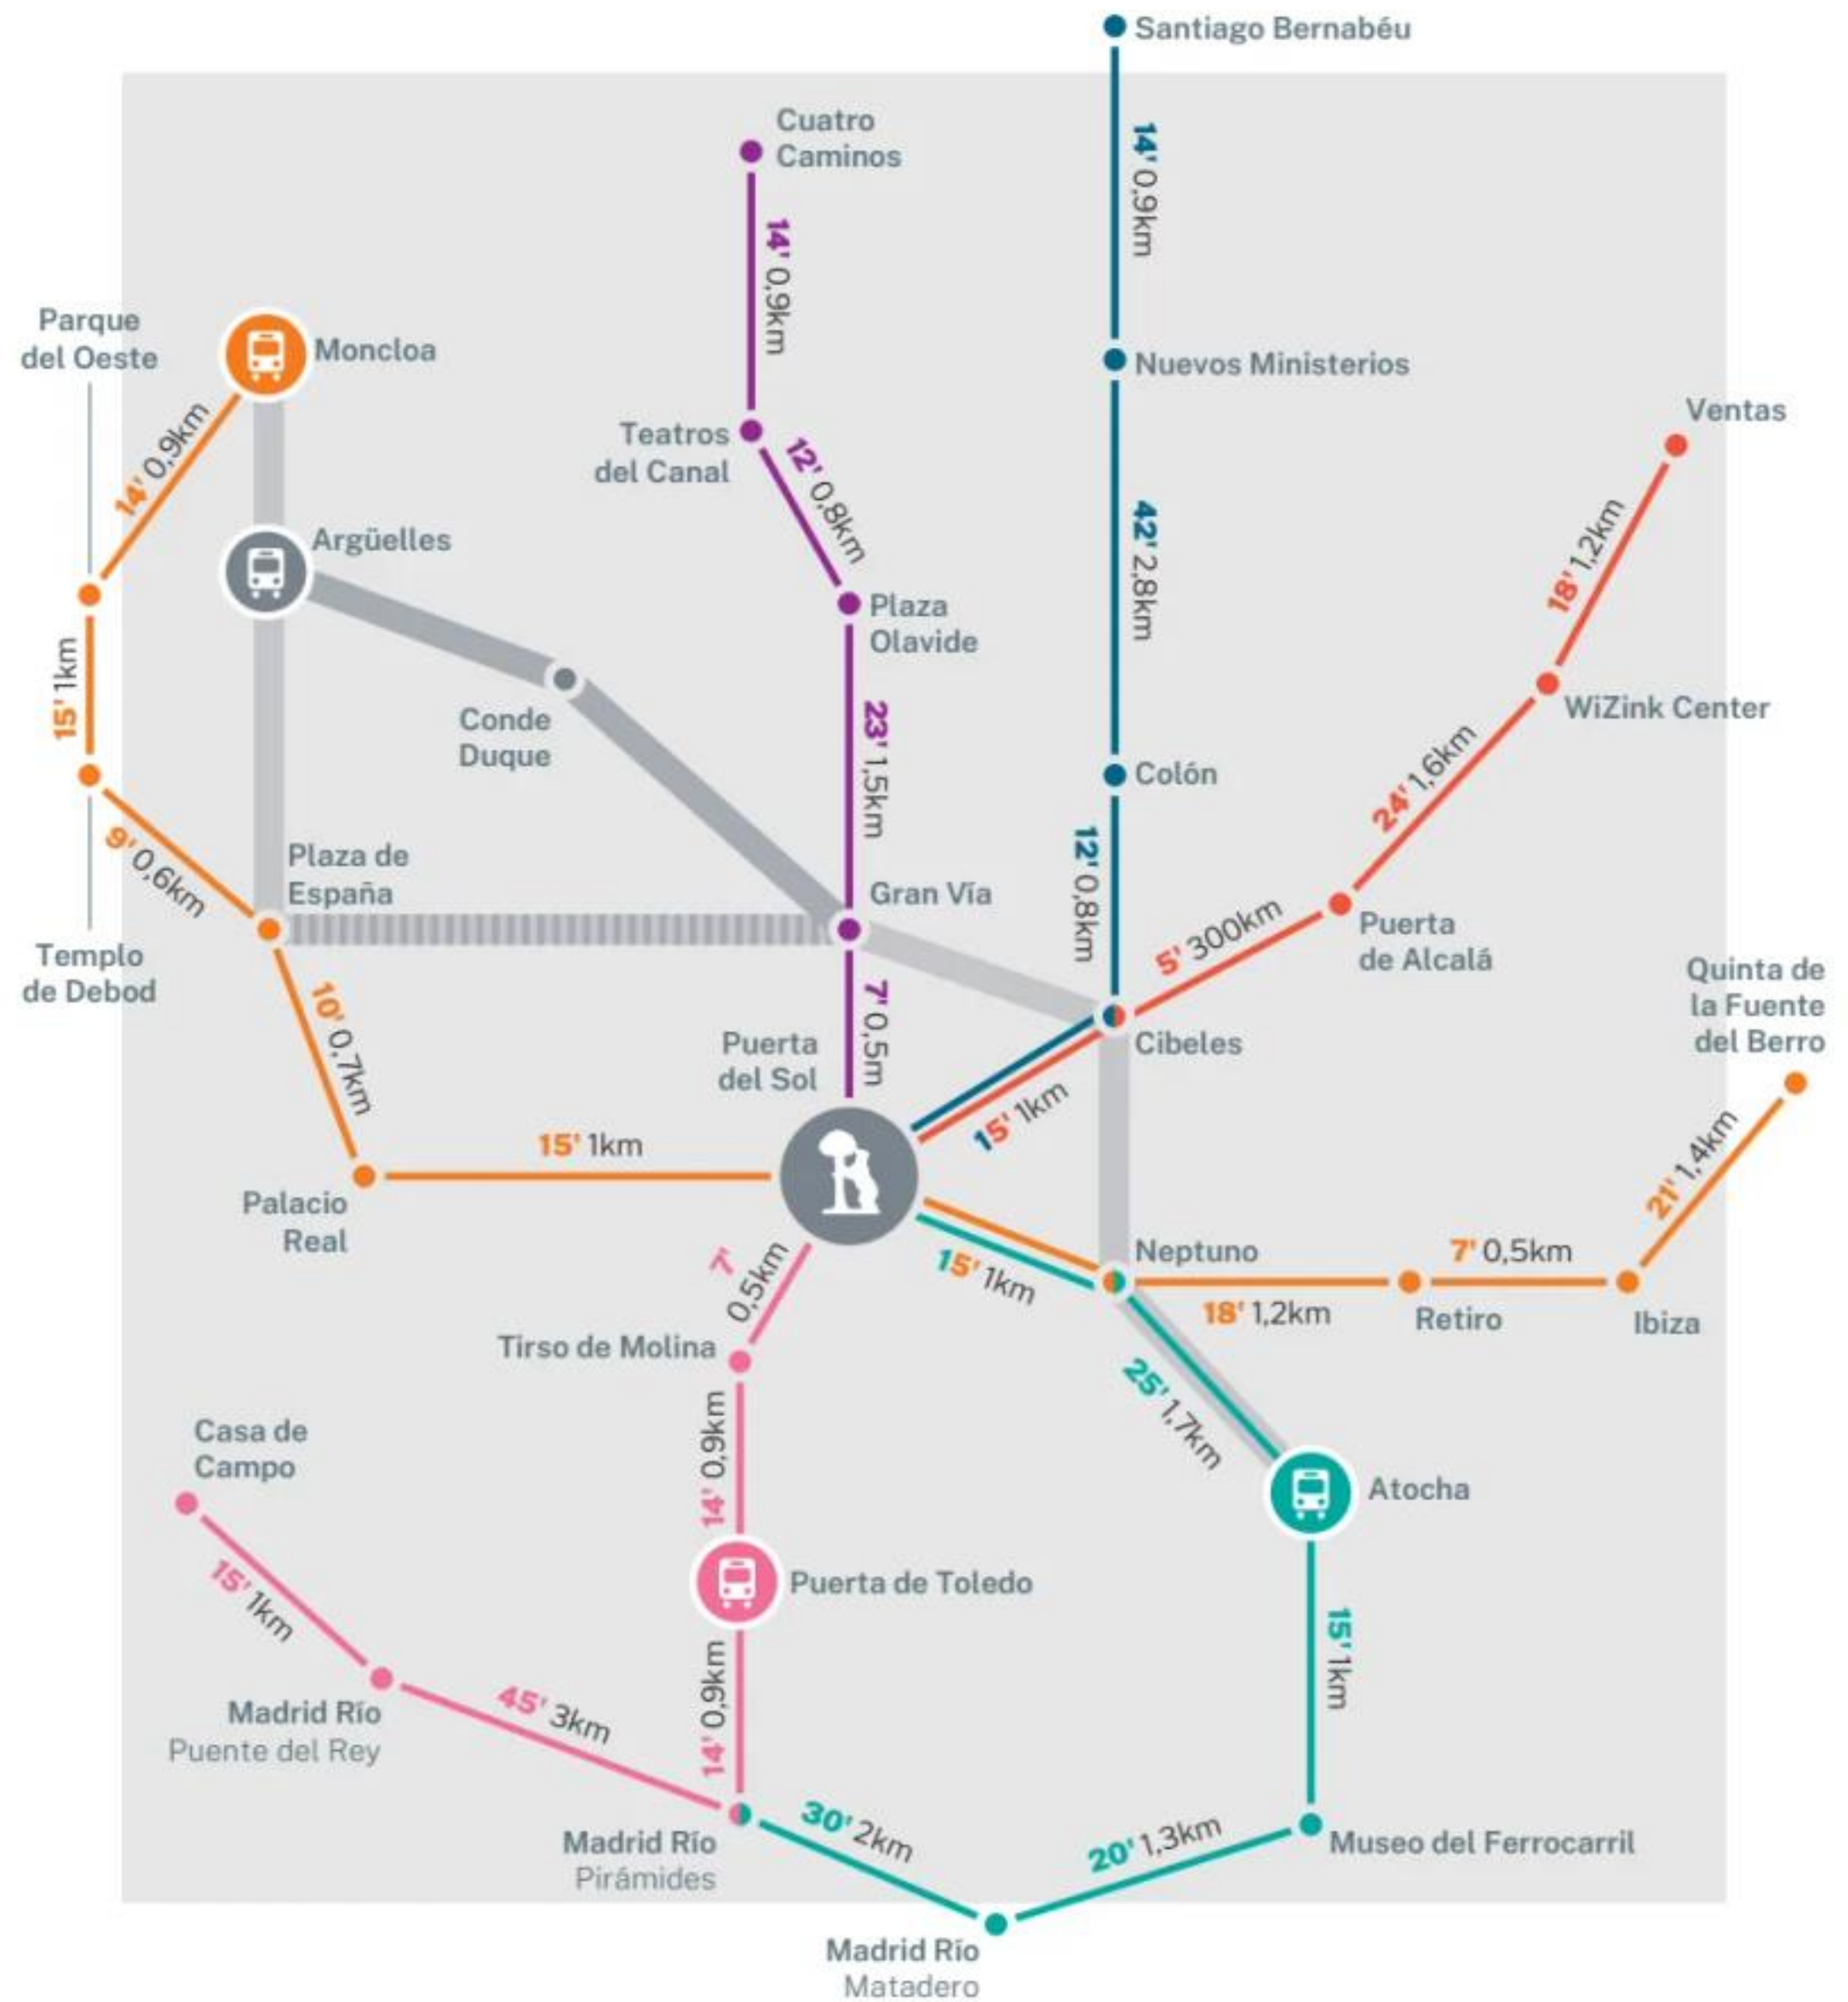 Santiago Bernabéu
14' 0,9km
Cuatro
Caminos
14' 0,9km
Nuevos Ministerios
Parque
del Oeste
Moncloa
14' 0,9km
Ventas
Teatros
del Canal
12' 0,8km
42' 2,8km
18' 1,2km
Argüelles
Plaza
Olavide
15' 1km
Conde
Duque
23' 1,5km
WiZink Center
24' 1,6km
Colón
9' 0,6km
Plaza de
España
Gran Vía
12' 0,8km
5' 300km
Puerta
de Alcalá
Templo
de Debod
Quinta de
la Fuente
del Berro
10' 0,7km
7' 0,5m
Puerta
del Sol
Cibeles
15' 1km
15' 1km
21' 1,4km
Palacio
Real
Neptuno
7' 0,5km
15' 1km
18' 1,2km
Retiro
Ibiza
7'
0,5km
Tirso de Molina
25' 1,7km
14' 0,9km
Casa de
Campo
Atocha
15' 1km
Puerta de Toledo
15' 1km
14' 0,9km
45' 3km
Madrid Río
Puente del Rey
30' 2km
20' 1,3km
Madrid Río
Pirámides
Museo del Ferrocarril
Madrid Río
Matadero